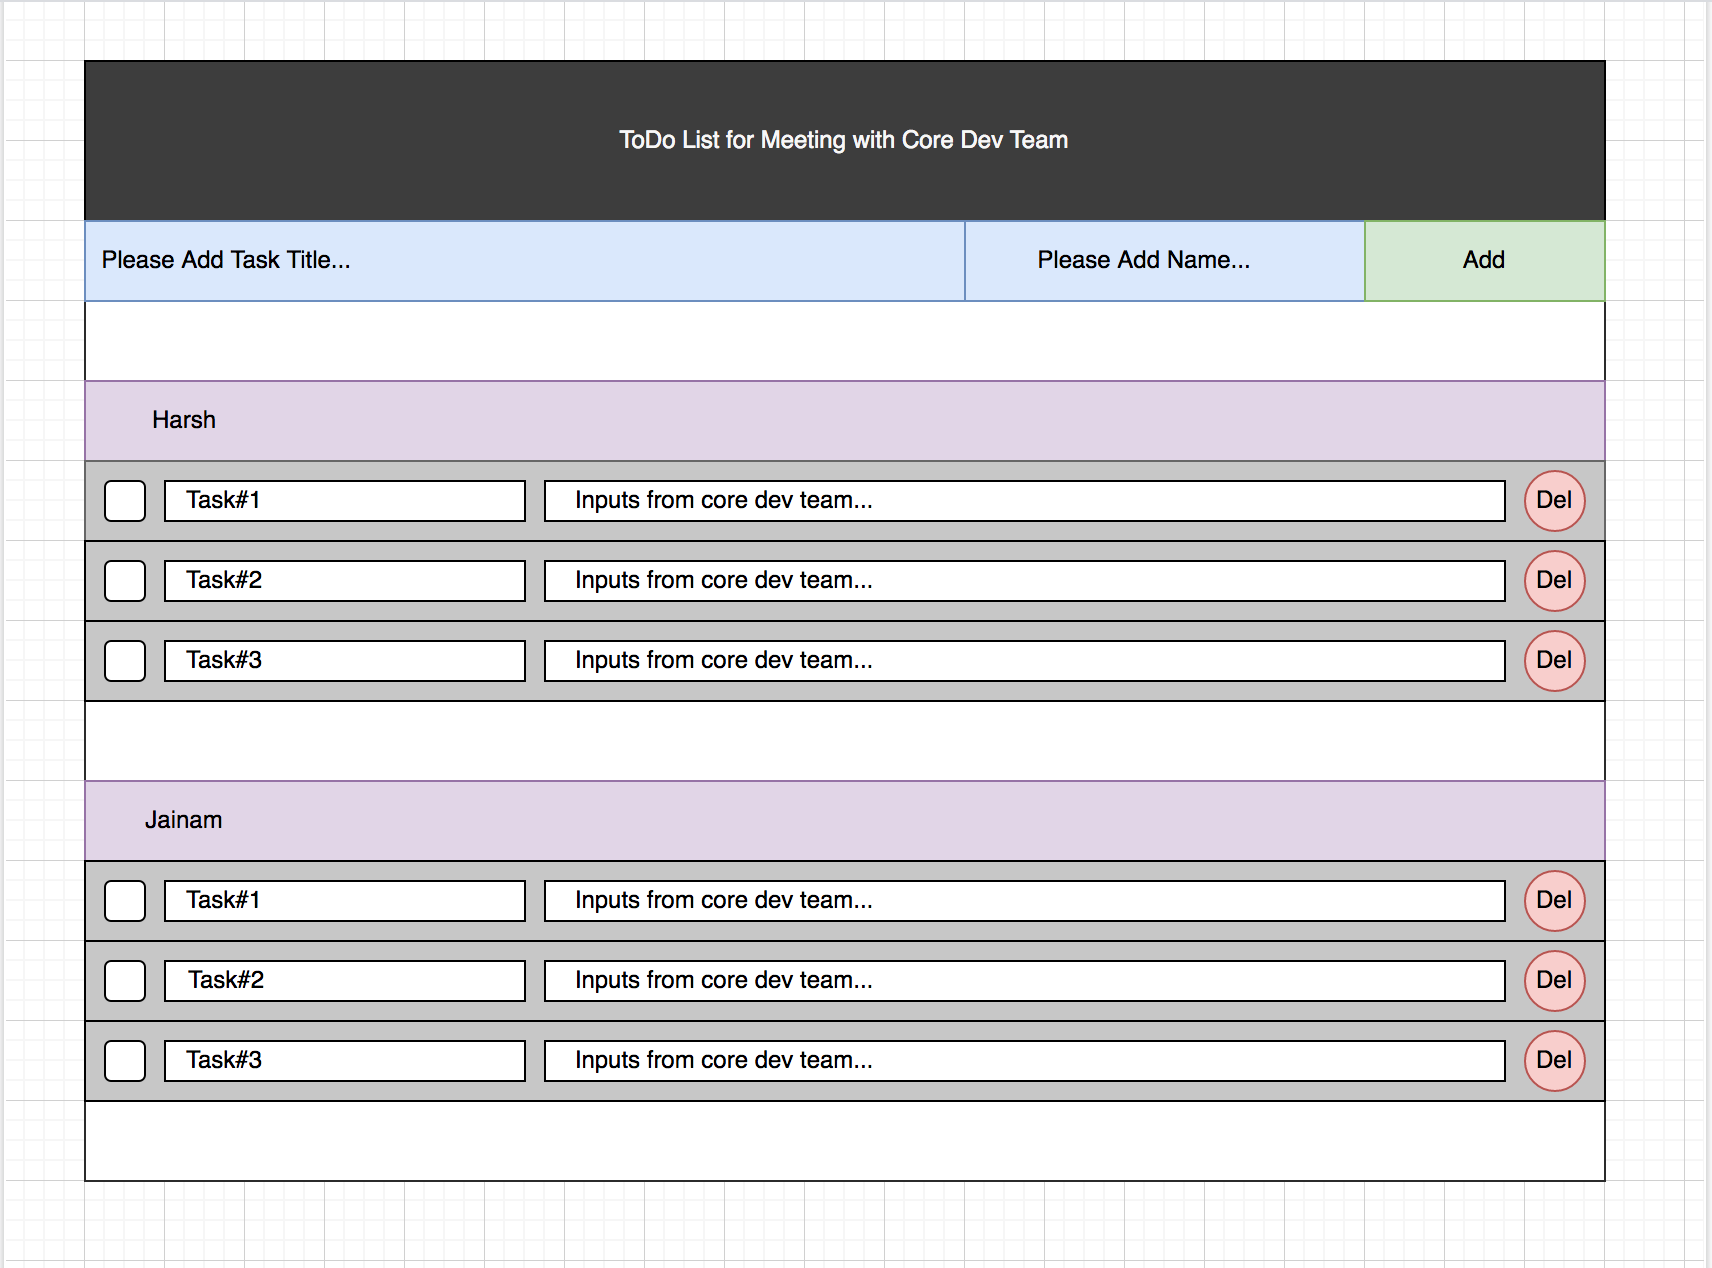 ToDo List for Meeting with Core Dev Team
Please Add Task Title... Please Add Name... Add
Harsh
Task#1 Inputs from core dev team... Del
Task#2 Inputs from core dev team... Del
Task#3 Inputs from core dev team... Del
Jainam
Task#1 Inputs from core dev team... Del
Task#2 Inputs from core dev team... Del
Task#3 Inputs from core dev team... Del